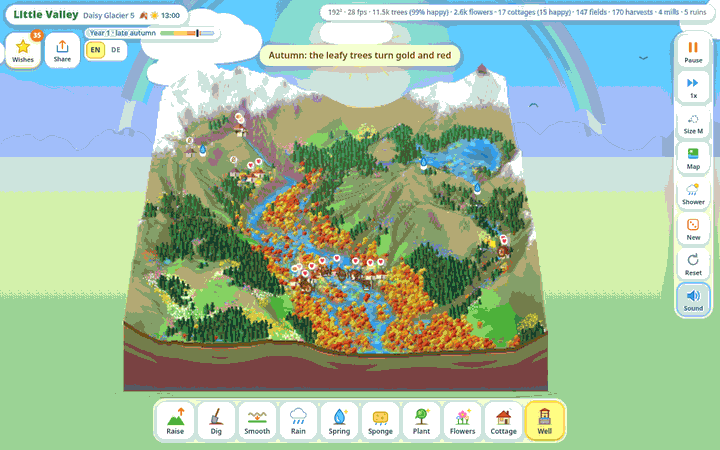 Little Valley Daisy Glacier 5 13:00
192² · 28 fps · 11.5k trees (99% happy) · 2.6k flowers · 17 cottages (15 happy) · 147 fields · 170 harvests · 4 mills · 5 ruins
Year 1 · late autumn
35
Wishes
Share
EN
DE
Autumn: the leafy trees turn gold and red
Pause
1x
Size M
Map
Shower
New
Reset
Sound
Raise
Dig
Smooth
Rain
Spring
Sponge
Plant
Flowers
Cottage
Well